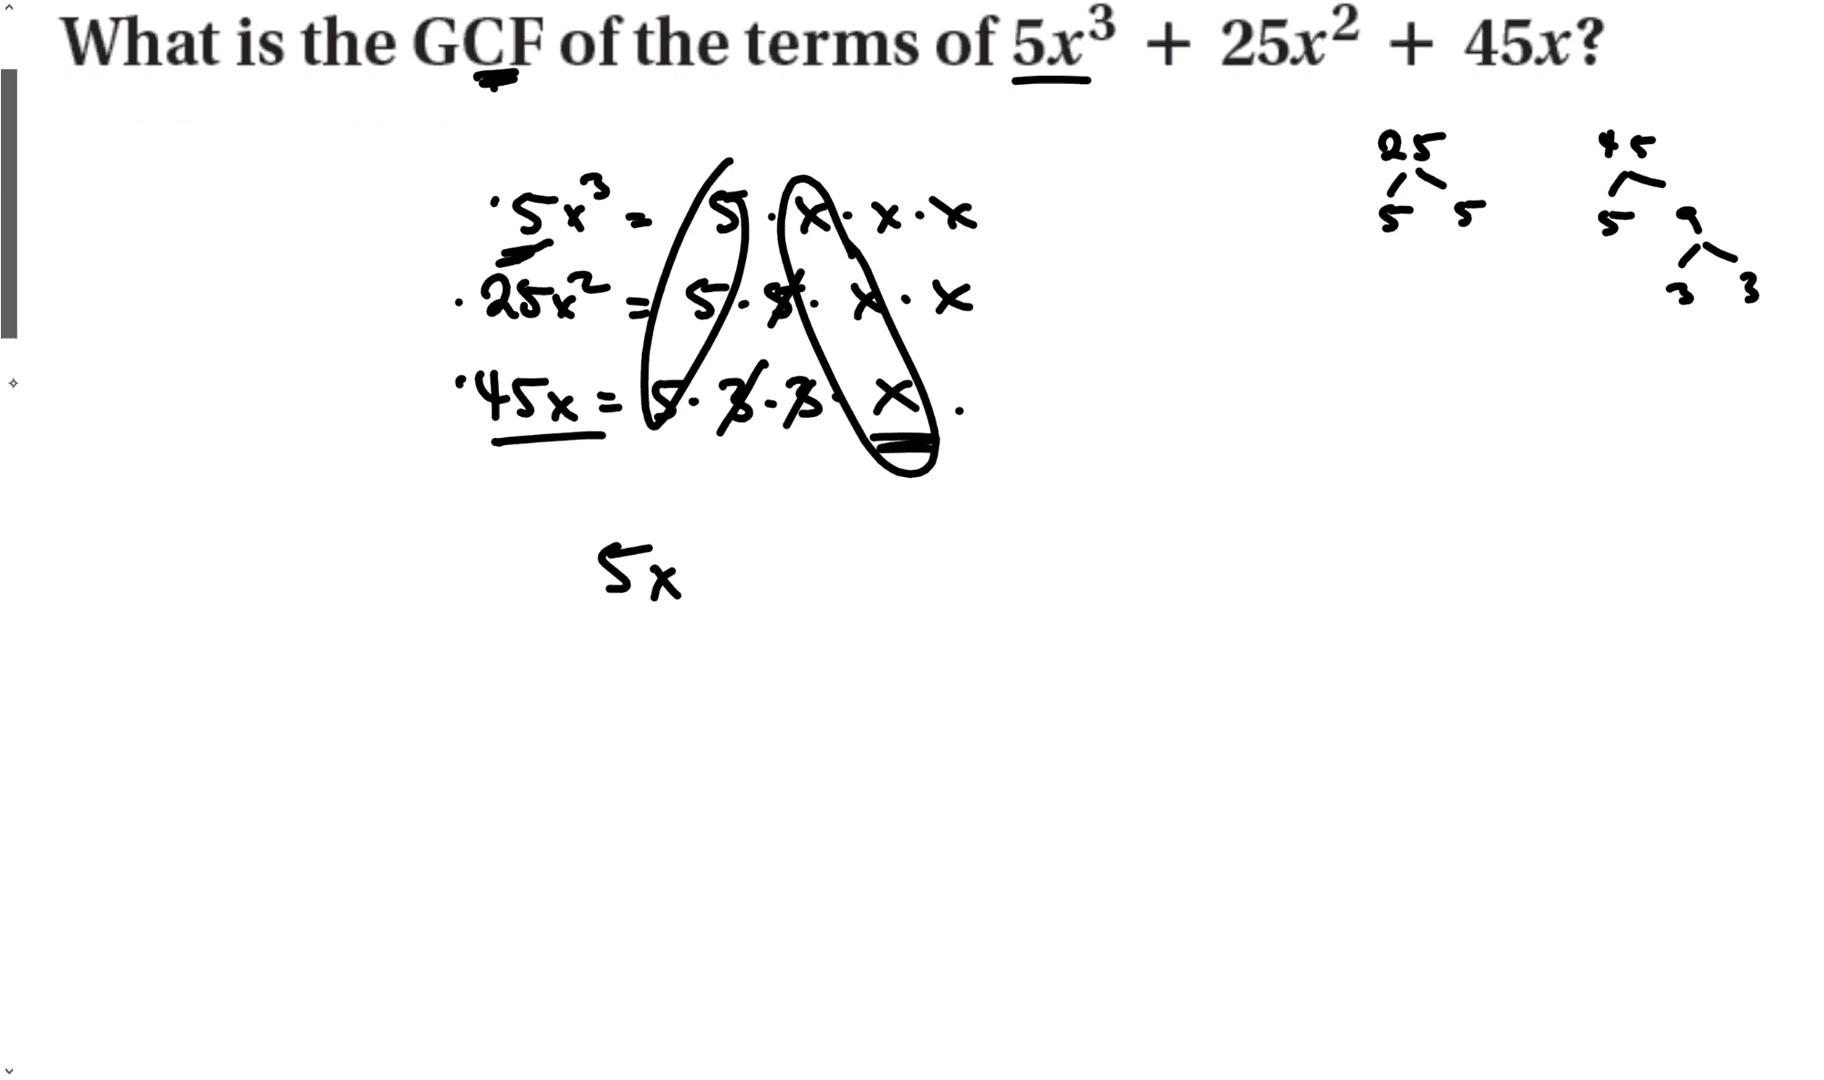 What is the GCF of the terms of 5x³ + 25x² + 45x?
25 45
5 5 5 9
3 3
· 5x³ = 5 · x · x · x
· 25x² = 5 · 5 · x · x
· 45x = 5 · 3 · 3 · x ·
5x